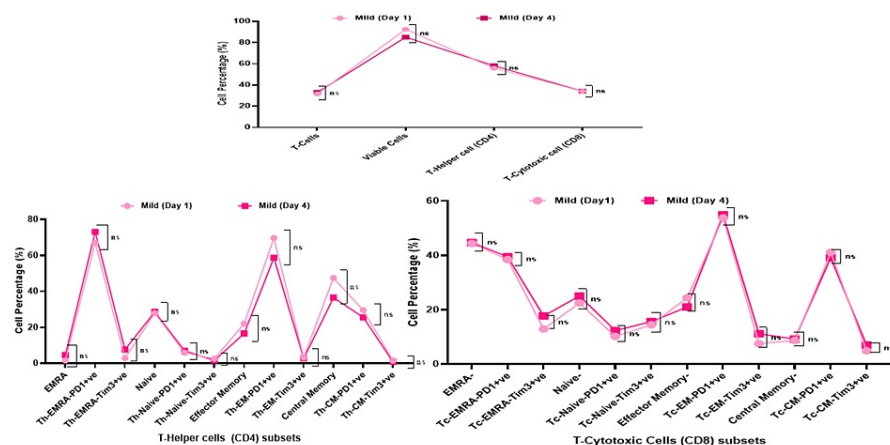 Mild (Day 1) Mild (Day 4)
Cell Percentage (%)
100
80
60
40
20
0
ns
ns
ns
ns
T-Cells
Viable Cells
T-Helper cell (CD4)
T-Cytotoxic cell (CD8)
Mild (Day 1) Mild (Day 4)
Cell Percentage (%)
80
60
40
20
0
ns
ns
ns
ns
ns
ns
ns
ns
ns
ns
ns
ns
EMRA
Th-EMRA-PD1+ve
Th-EMRA-Tim3+ve
Naive
Th-Naive-PD1+ve
Th-Naive-Tim3+ve
Effector Memory
Th-EM-PD1+ve
Th-EM-Tim3+ve
Central Memory
Th-CM-PD1+ve
Th-CM-Tim3+ve
T-Helper cells (CD4) subsets
Mild (Day1) Mild (Day 4)
Cell Percentage (%)
60
40
20
0
ns
ns
ns
ns
ns
ns
ns
ns
ns
ns
ns
ns
EMRA-
Tc-EMRA-PD1+ve
Tc-EMRA-Tim3+ve
Naive-
Tc-Naive-PD1+ve
Tc-Naive-Tim3+ve
Effector Memory-
Tc-EM-PD1+ve
Tc-EM-Tim3+ve
Central Memory-
Tc-CM-PD1+ve
Tc-CM-Tim3+ve
T-Cytotoxic Cells (CD8) subsets